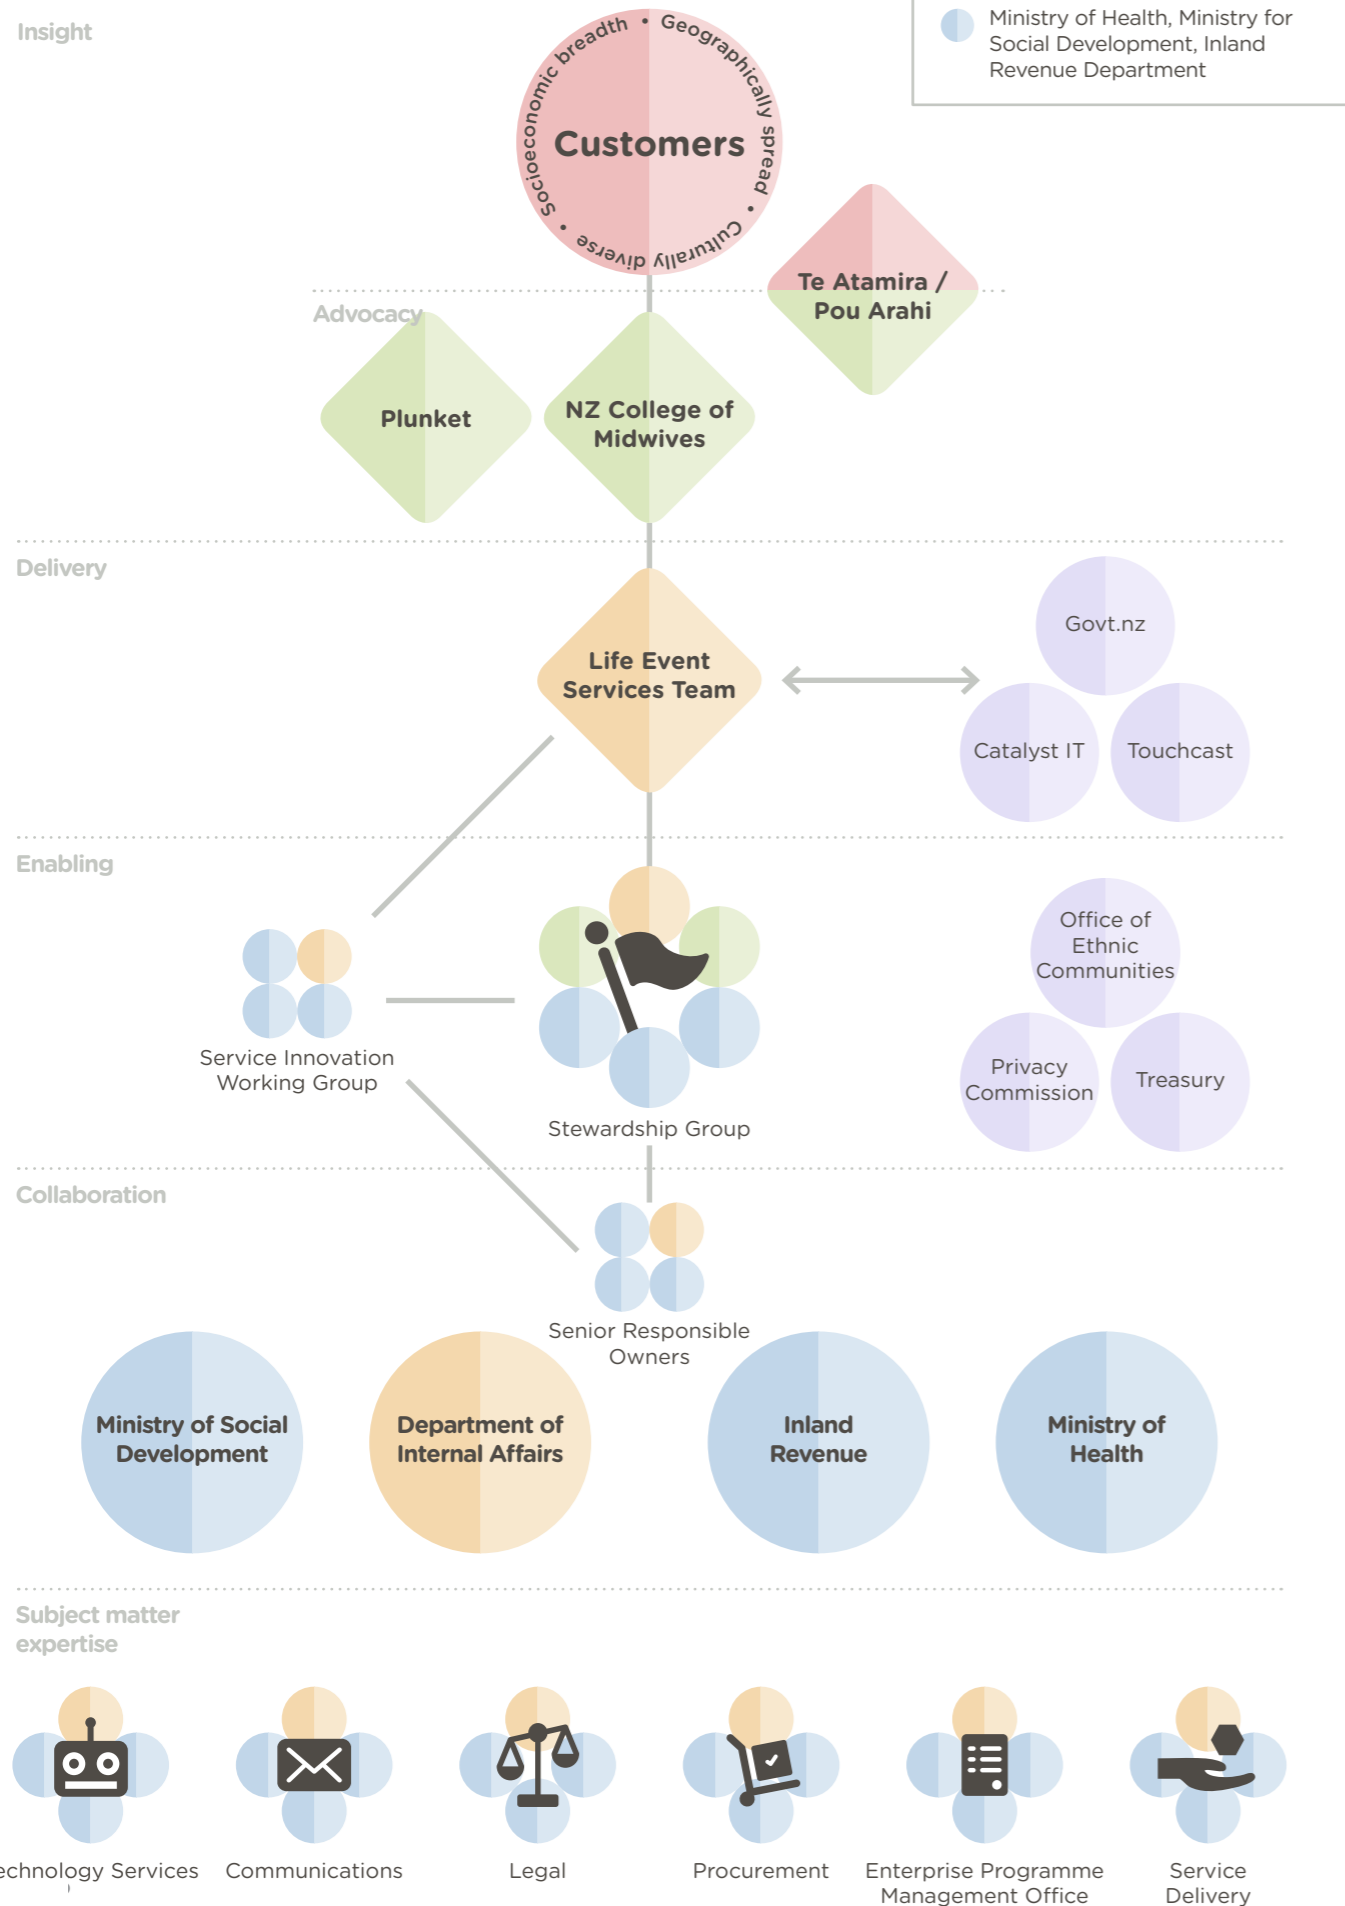 Insight
Ministry of Health, Ministry for
Social Development, Inland
Revenue Department
Socioeconomic breadth • Geographically spread • Culturally diverse •
Customers
Te Atamira /
Pou Arahi
Advocacy
Plunket
NZ College of
Midwives
Delivery
Life Event
Services Team
Govt.nz
Catalyst IT
Touchcast
Enabling
Service Innovation
Working Group
Stewardship Group
Office of
Ethnic
Communities
Privacy
Commission
Treasury
Collaboration
Senior Responsible
Owners
Ministry of Social
Development
Department of
Internal Affairs
Inland
Revenue
Ministry of
Health
Subject matter
expertise
echnology Services
Communications
Legal
Procurement
Enterprise Programme
Management Office
Service
Delivery